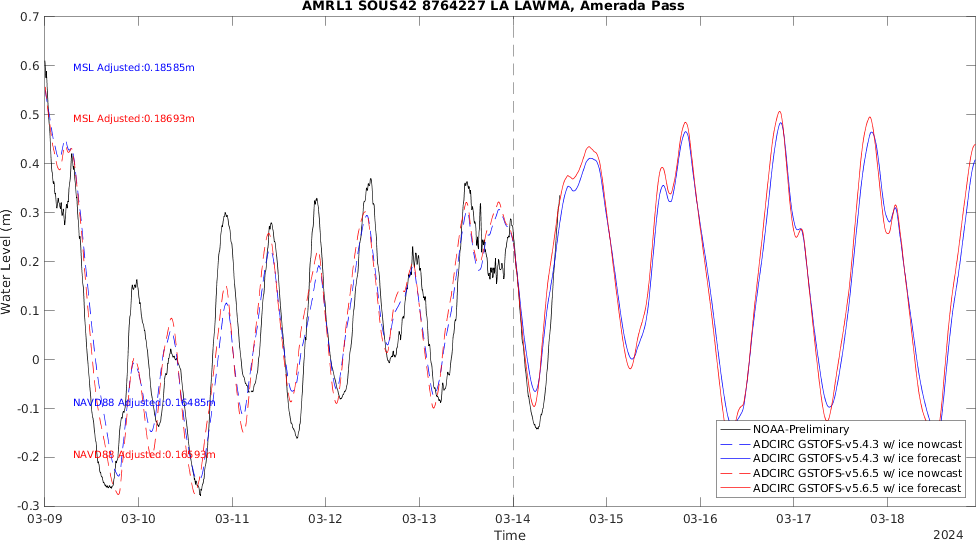 AMRL1 SOUS42 8764227 LA LAWMA, Amerada Pass
0.7
0.6
0.5
0.4
0.3
0.2
0.1
0
-0.1
-0.2
-0.3
Water Level (m)
MSL Adjusted:0.18585m
MSL Adjusted:0.18693m
NAVD88 Adjusted:0.16485m
NAVD88 Adjusted:0.16593m
NOAA-Preliminary
ADCIRC GSTOFS-v5.4.3 w/ ice nowcast
ADCIRC GSTOFS-v5.4.3 w/ ice forecast
ADCIRC GSTOFS-v5.6.5 w/ ice nowcast
ADCIRC GSTOFS-v5.6.5 w/ ice forecast
03-09 03-10 03-11 03-12 03-13 03-14 03-15 03-16 03-17 03-18
Time
2024